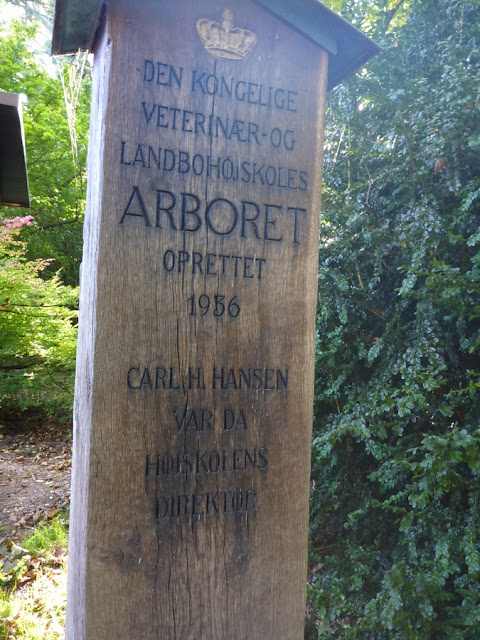 DEN KONGELIGE
VETERINÆR-OG
LANDBOHØJSKOLES
ARBORET
OPRETTET
1936
CARL. H. HANSEN
VAR DA
HØJSKOLENS
DIREKTØR